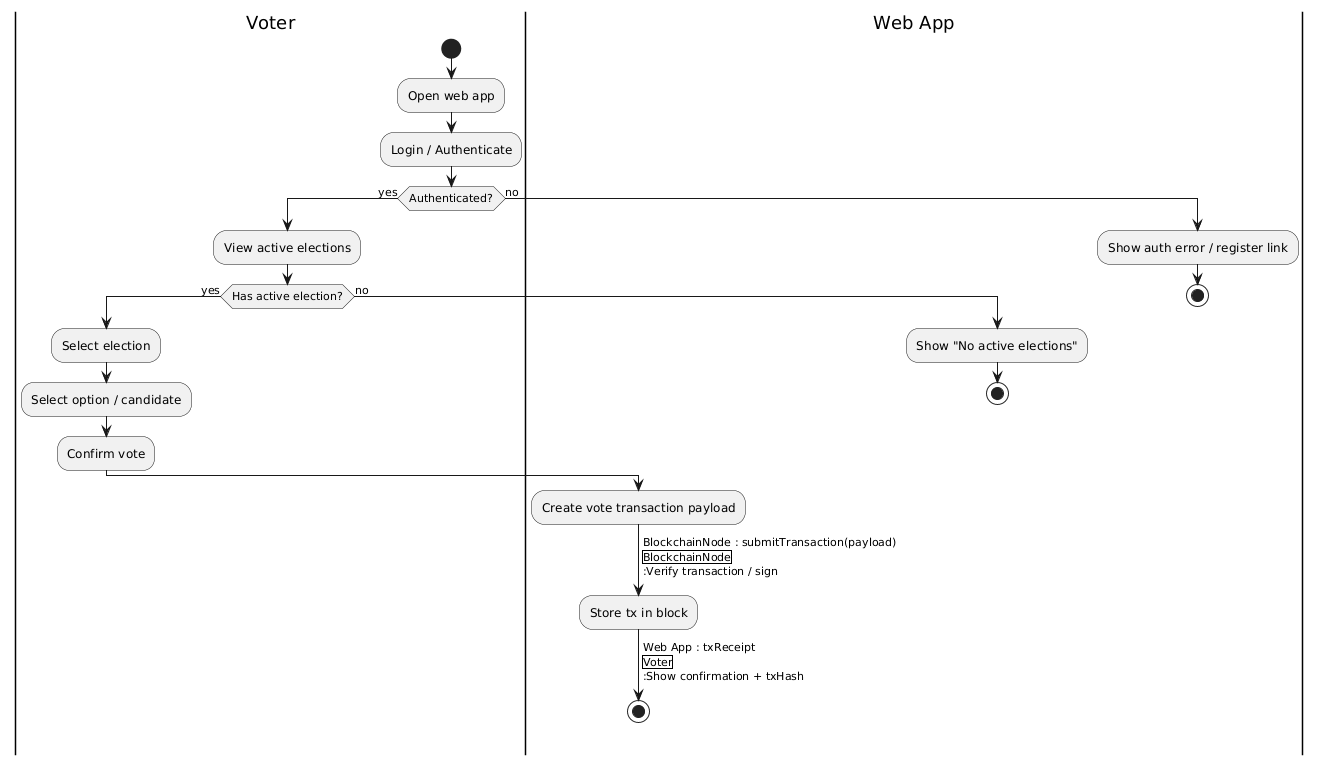 Voter
Web App
Open web app
Login / Authenticate
yes
Authenticated?
no
View active elections
Show auth error / register link
yes
Has active election?
no
Select election
Show "No active elections"
Select option / candidate
Confirm vote
Create vote transaction payload
BlockchainNode : submitTransaction(payload)
BlockchainNode
:Verify transaction / sign
Store tx in block
Web App : txReceipt
Voter
:Show confirmation + txHash